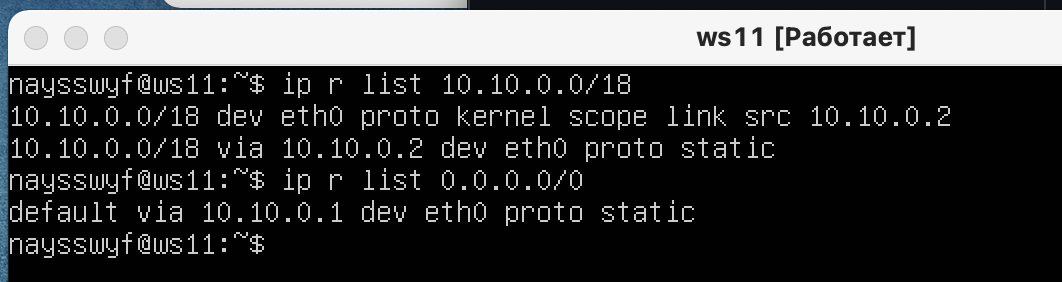 ws11 [Работает]
naysswyf@ws11:~$ ip r list 10.10.0.0/18
10.10.0.0/18 dev eth0 proto kernel scope link src 10.10.0.2
10.10.0.0/18 via 10.10.0.2 dev eth0 proto static
naysswyf@ws11:~$ ip r list 0.0.0.0/0
default via 10.10.0.1 dev eth0 proto static
naysswyf@ws11:~$